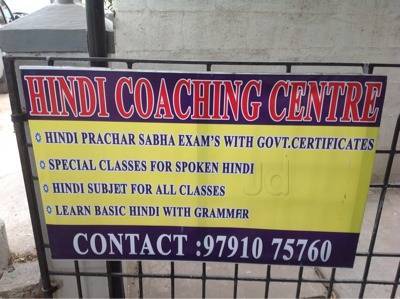 HINDI COACHING CENTRE
HINDI PRACHAR SABHA EXAM'S WITH GOVT.CERTIFICATES
SPECIAL CLASSES FOR SPOKEN HINDI
HINDI SUBJET FOR ALL CLASSES
LEARN BASIC HINDI WITH GRAMMER
CONTACT :97910 75760
Jd